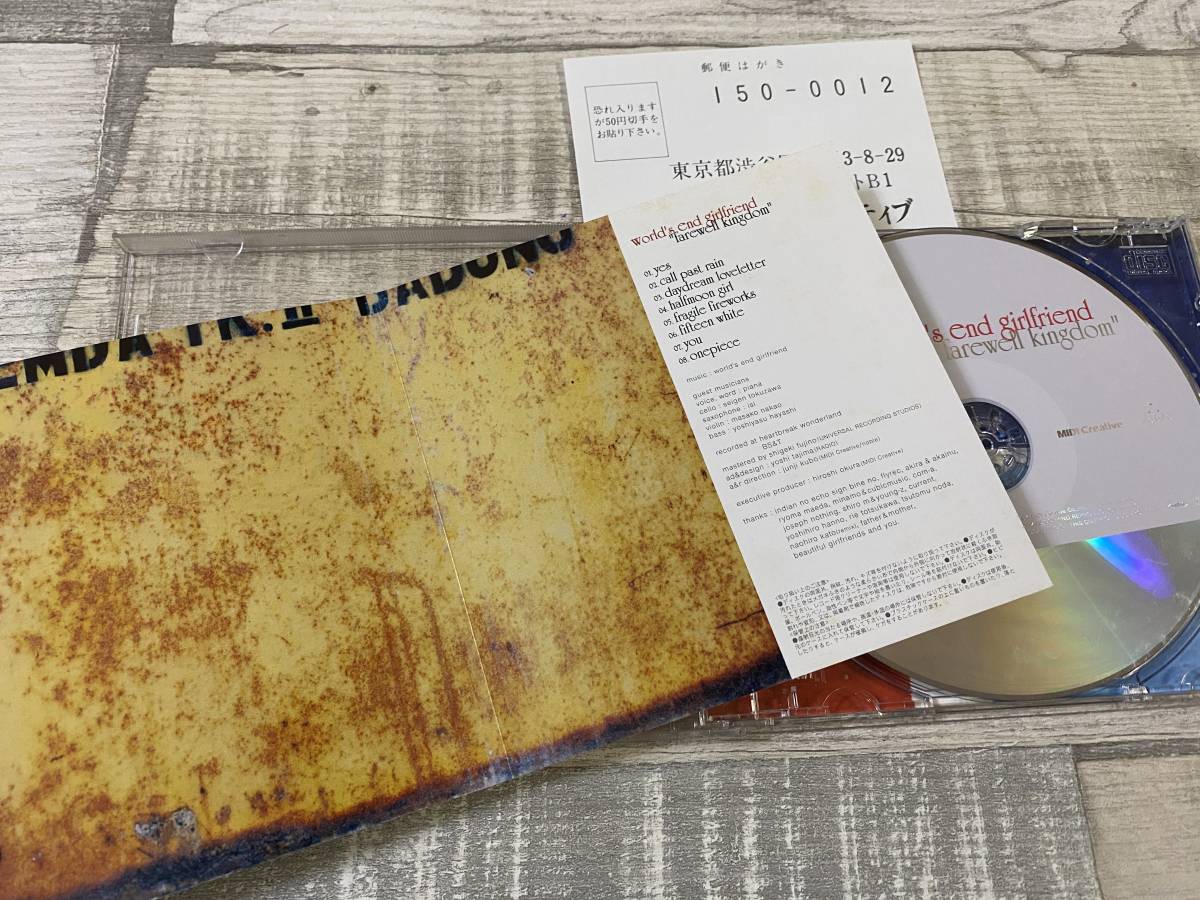 郵便はがき
150-0012
恐れ入ります
が50円切手を
お貼り下さい。
東京都渋谷 3-8-29
トB1
ティブ
TR.II DADONG
world's end girlfriend
"farewell kingdom"
01. yes
02. call past rain
03. daydream loveletter
04. halfmoon girl
05. fragile fireworks
06. fifteen white
07. you
08. onepiece
music : world's end girlfriend
guest musicians
voice, word : piana
cello : seigen tokuzawa
saxophone : isi
violin : masako nakao
bass : yoshiyasu hayashi
recorded at heartbreak wonderland
BS&T
mastered by shigeki fujino (UNIVERSAL RECORDING STUDIOS)
ad&design : yoshi tajima (RADIO)
a&r direction : junji kubo (MIDI Creative/noble)
executive producer : hiroshi okura (MIDI Creative)
thanks : indian no echo sign bine no, flyrec, akira & akainu,
ryoma maeda, minamo & cubicmusic, com-a,
joseph nothing, shiro m & young-z, current,
yoshihiro hanno, rie totsukawa, tsutomu noda,
naohiro kato (remix), father & mother,
beautiful girlfriends and you.
's end girlfriend
farewell kingdom"
MIDI Creative